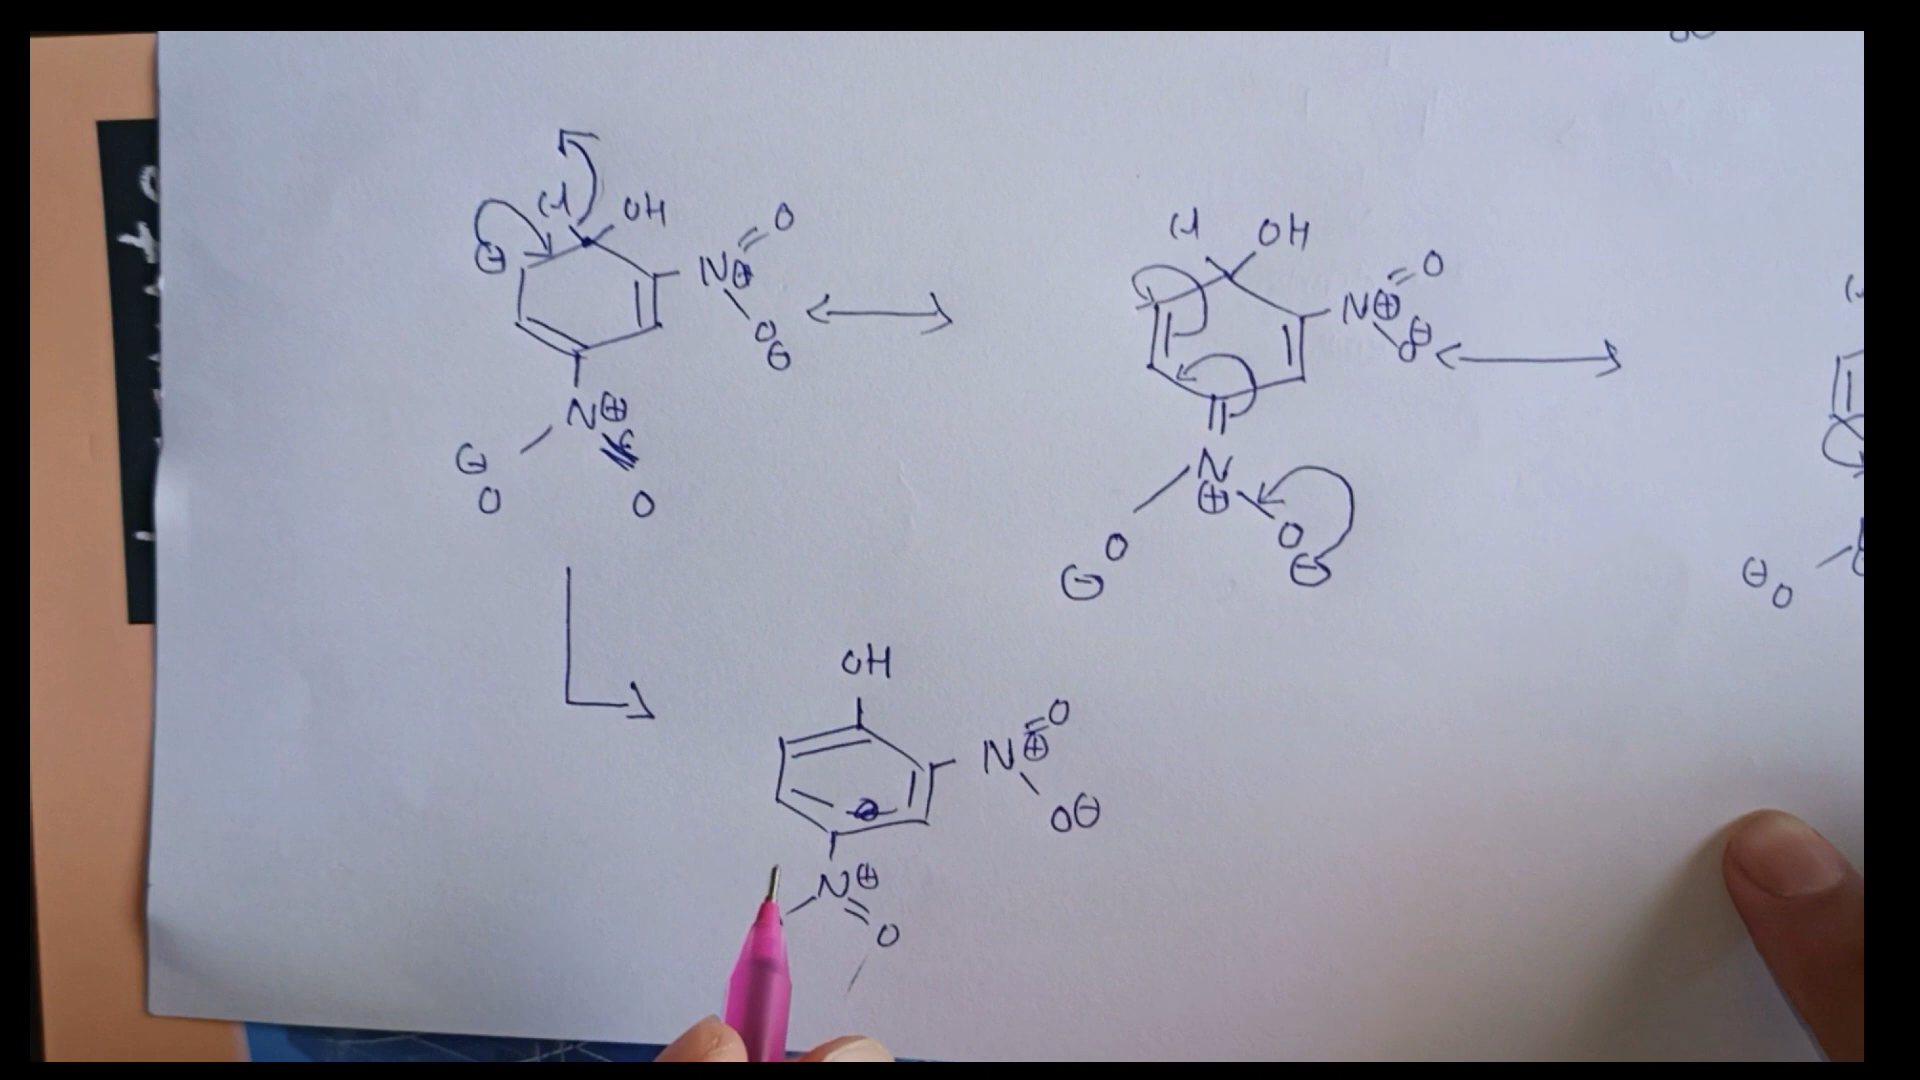 Cl OH
⊖ N⊕ =O
O⊖
N⊕
⊖
O O
Cl OH
N⊕ =O
O⊖
N
⊕
O O
⊖ ⊖
⊖ O
OH
N⊕ =O
O⊖
N⊕
O